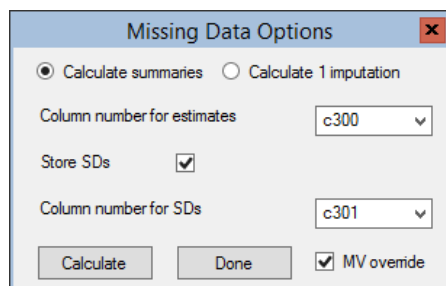 Missing Data Options
Calculate summaries Calculate 1 imputation
Column number for estimates c300
Store SDs
Column number for SDs c301
Calculate Done MV override